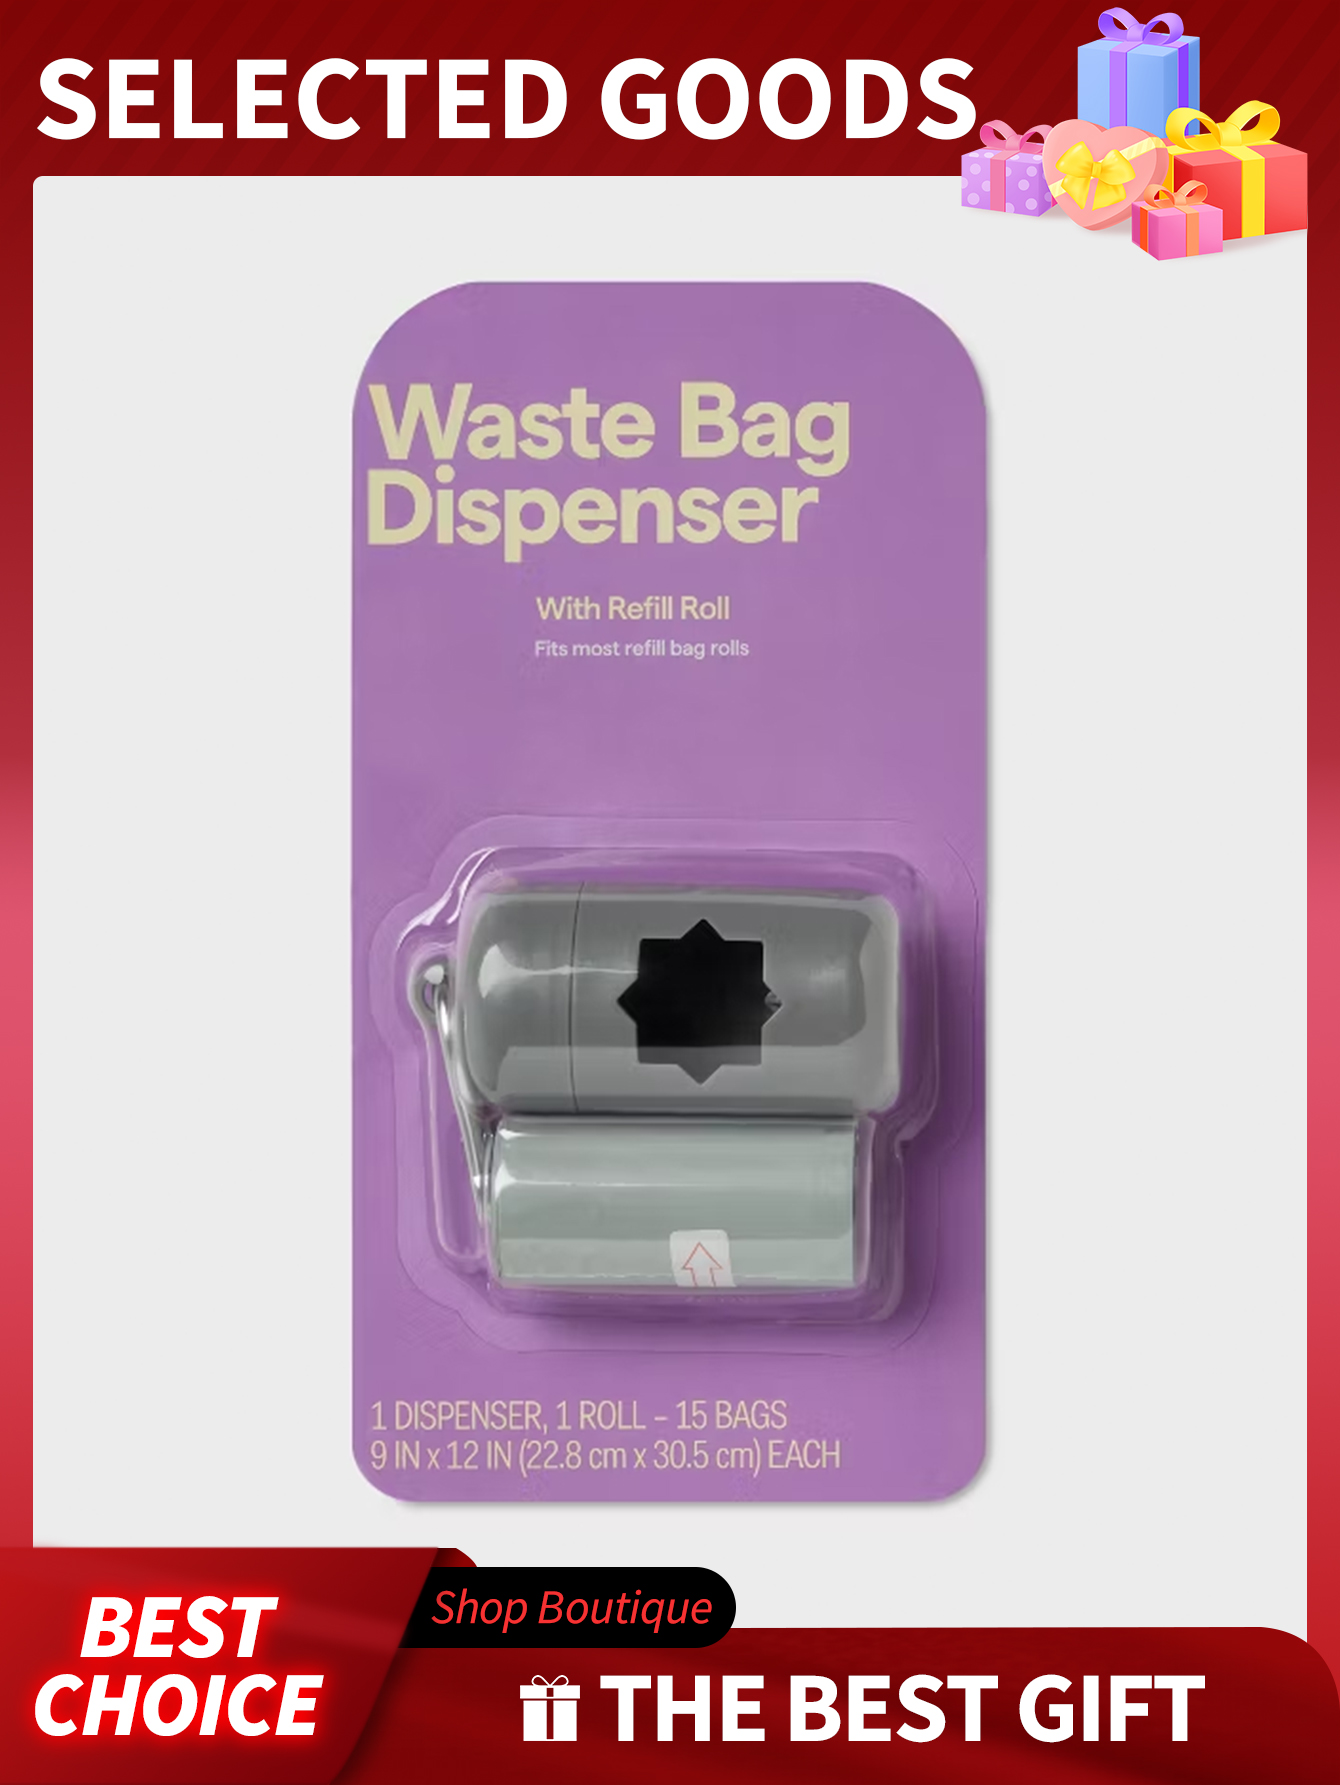 SELECTED GOODS
Waste Bag
Dispenser
With Refill Roll
Fits most refill bag rolls
1 DISPENSER, 1 ROLL – 15 BAGS
9 IN x 12 IN (22.8 cm x 30.5 cm) EACH
BEST
CHOICE
Shop Boutique
THE BEST GIFT